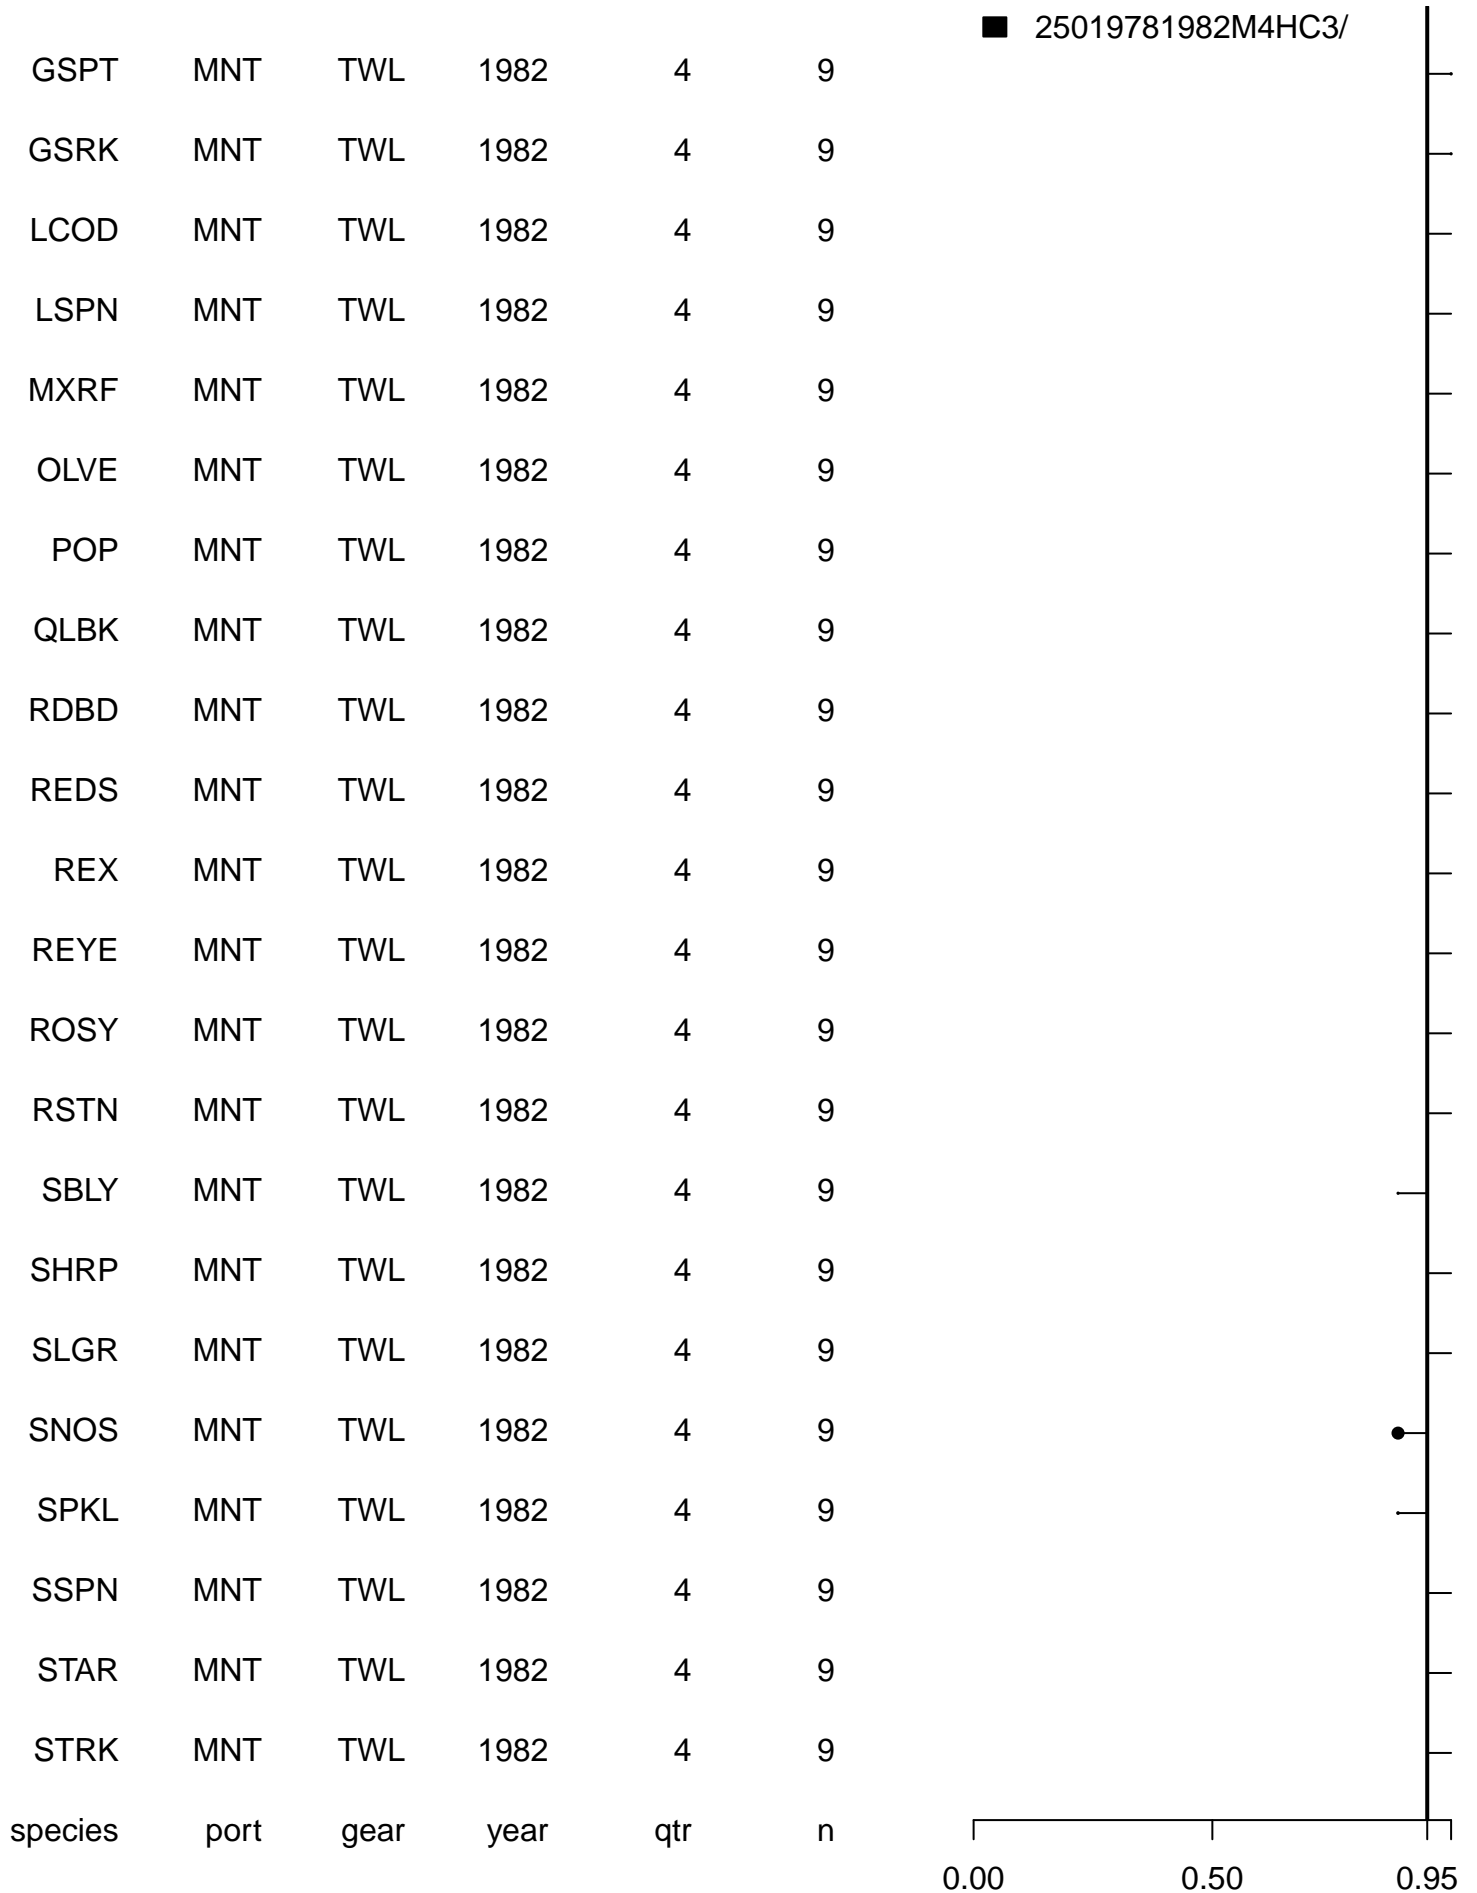 25019781982M4HC3/
GSPT MNT TWL 1982 4 9
GSRK MNT TWL 1982 4 9
LCOD MNT TWL 1982 4 9
LSPN MNT TWL 1982 4 9
MXRF MNT TWL 1982 4 9
OLVE MNT TWL 1982 4 9
POP MNT TWL 1982 4 9
QLBK MNT TWL 1982 4 9
RDBD MNT TWL 1982 4 9
REDS MNT TWL 1982 4 9
REX MNT TWL 1982 4 9
REYE MNT TWL 1982 4 9
ROSY MNT TWL 1982 4 9
RSTN MNT TWL 1982 4 9
SBLY MNT TWL 1982 4 9
SHRP MNT TWL 1982 4 9
SLGR MNT TWL 1982 4 9
SNOS MNT TWL 1982 4 9
SPKL MNT TWL 1982 4 9
SSPN MNT TWL 1982 4 9
STAR MNT TWL 1982 4 9
STRK MNT TWL 1982 4 9
species port gear year qtr n
0.00 0.50 0.95